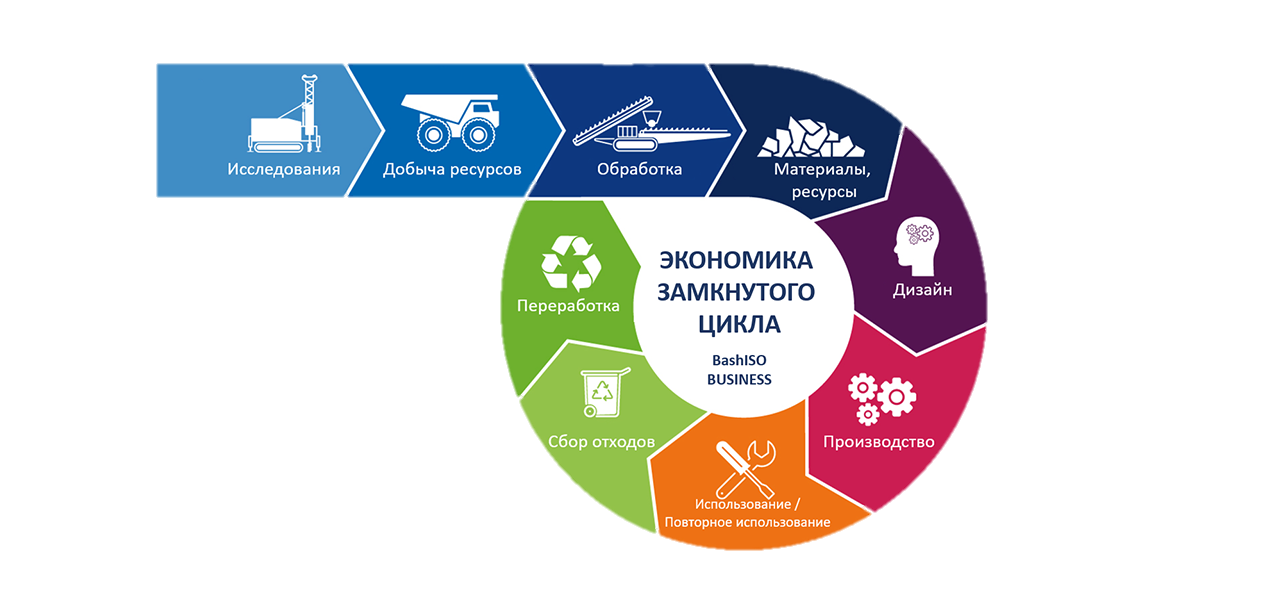 Исследования
Добыча ресурсов
Обработка
Материалы,
ресурсы
Дизайн
Производство
Использование /
Повторное использование
Сбор отходов
Переработка
ЭКОНОМИКА
ЗАМКНУТОГО
ЦИКЛА
BashISO
BUSINESS